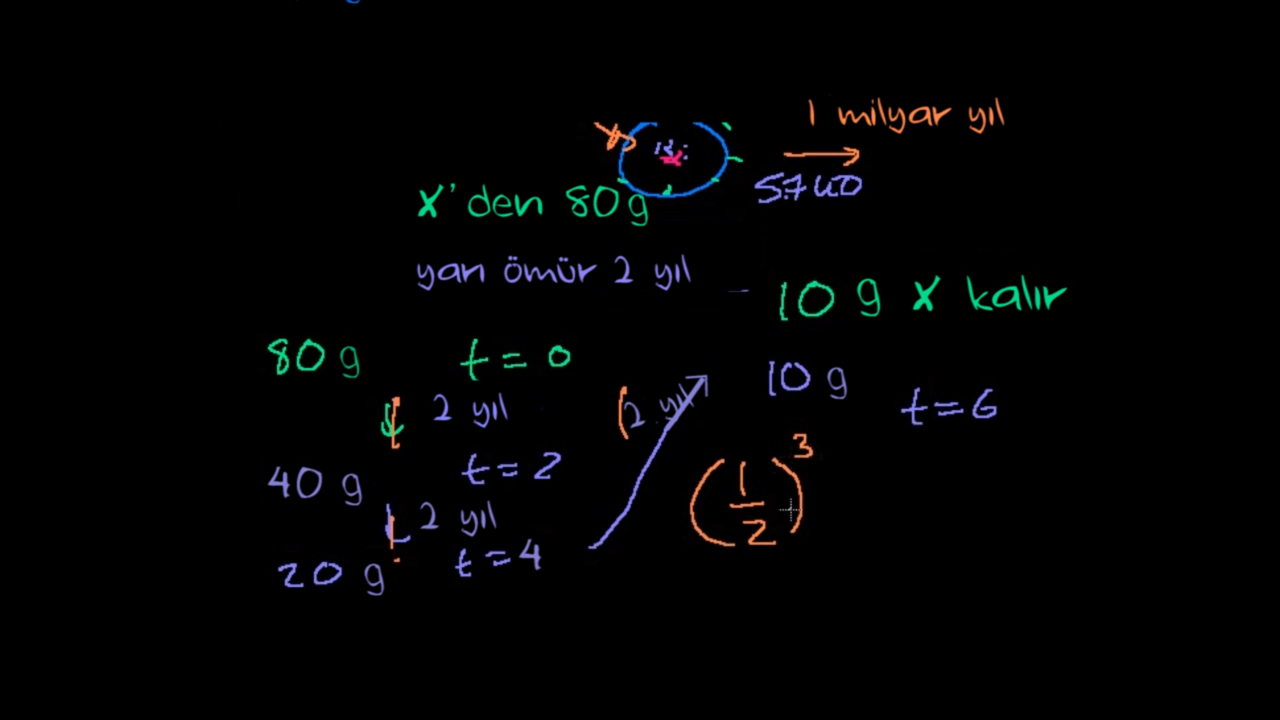 1 milyar yıl
5740
x'den 80g
yarı ömür 2 yıl
10 g x kalır
80 g t = 0
2 yıl
2 yıl
10 g
t = 6
40 g t = 2
2 yıl
20 g t = 4
(1/2)³